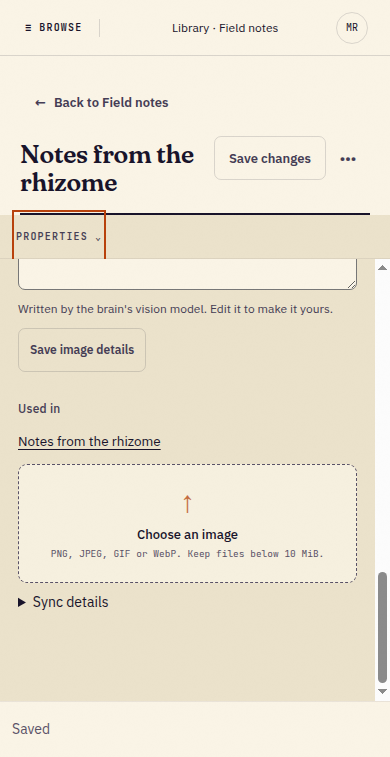 ≡ BROWSE
Library · Field notes
MR
← Back to Field notes
Notes from the
rhizome
Save changes
•••
PROPERTIES ⌄
Written by the brain's vision model. Edit it to make it yours.
Save image details
Used in
Notes from the rhizome
↑
Choose an image
PNG, JPEG, GIF or WebP. Keep files below 10 MiB.
▶ Sync details
Saved